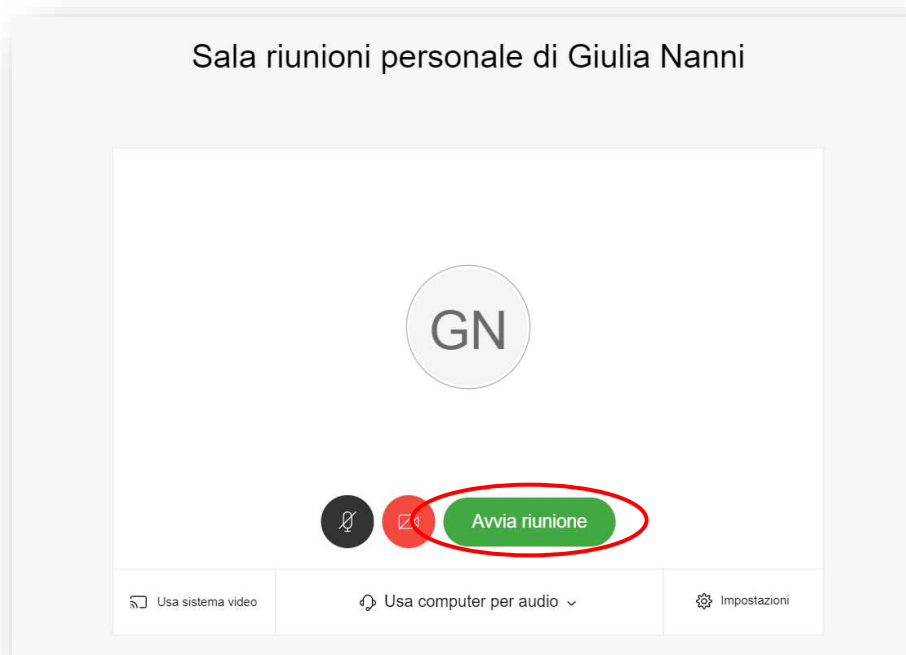 Sala riunioni personale di Giulia Nanni
GN
Avvia riunione
Usa sistema video
Usa computer per audio
Impostazioni